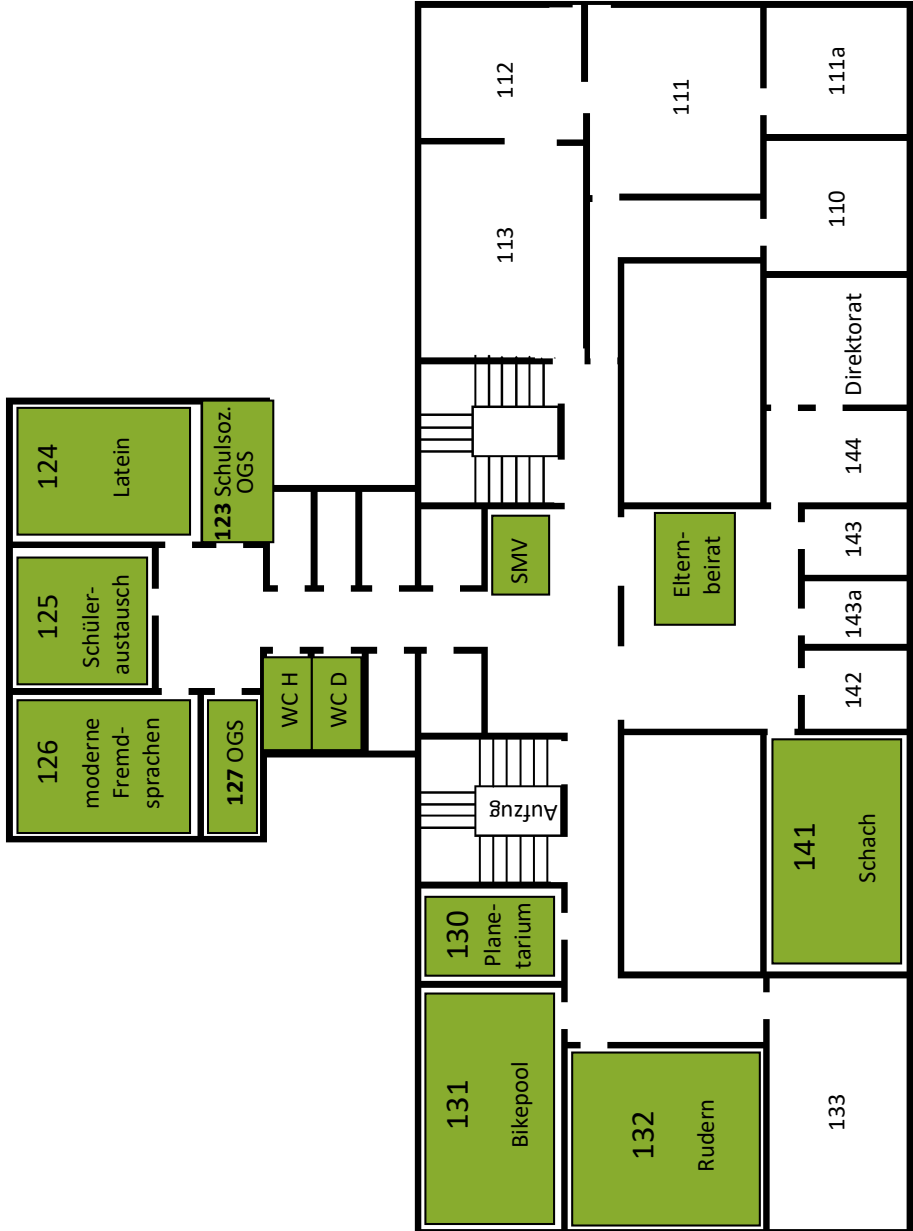 126
moderne
Fremd-
sprachen
125
Schüler-
austausch
124
Latein
127 OGS
123 Schulsoz.
OGS
WC H
WC D
131
Bikepool
130
Plane-
tarium
Aufzug
SMV
113
112
132
Rudern
Eltern-
beirat
111
133
141
Schach
142
143a
143
144
Direktorat
110
111a